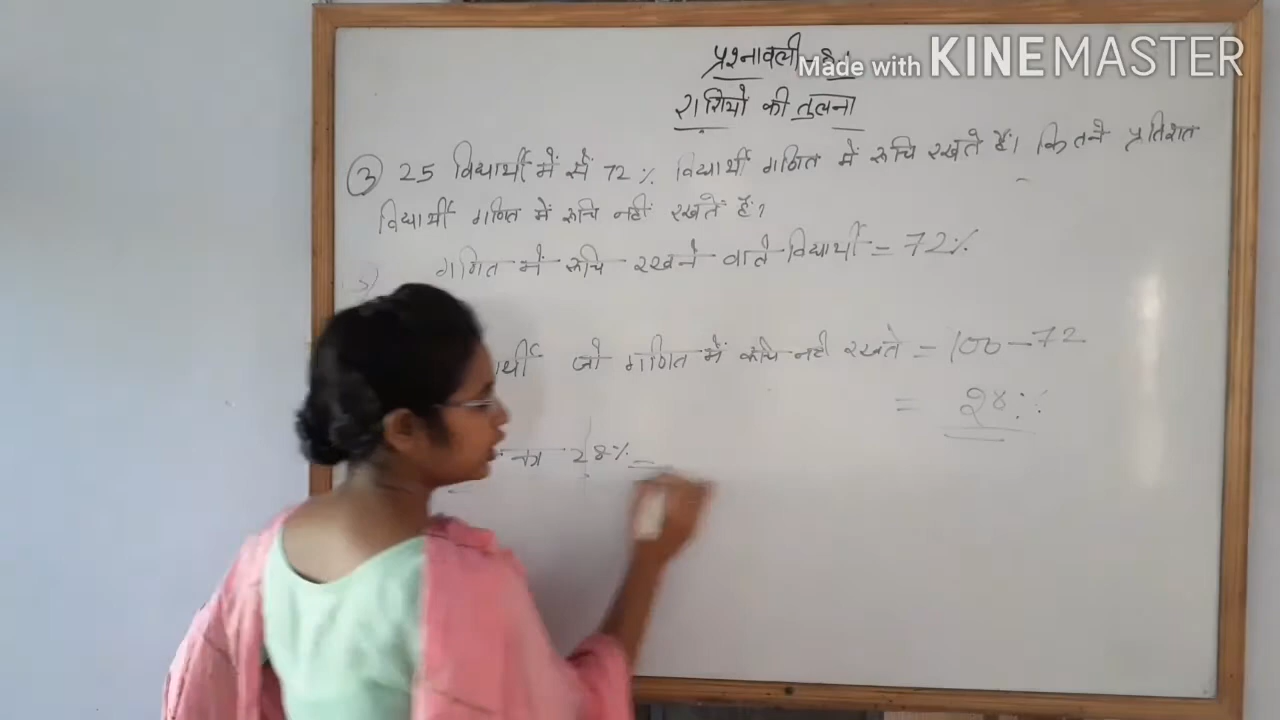 प्रश्नावली
Made with KINEMASTER
राशियो की तुलना
③ 25 विद्यार्थी में से 72 % विद्यार्थी गणित में रूचि रखते हैं। कितने प्रतिशत
विद्यार्थी गणित में रूचि नहीं रखते हैं?
गणित में रूचि रखने वाले विद्यार्थी = 72%
जो गणित में रूचि नही रखते = 100 - 72
= 28%
का 28% =